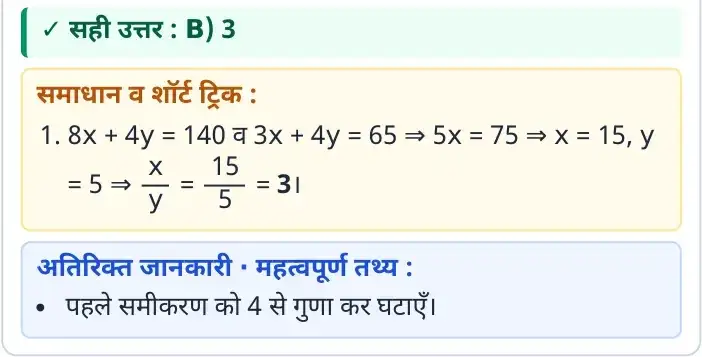 ✓ सही उत्तर : B) 3
समाधान व शॉर्ट ट्रिक :
1. 8x + 4y = 140 व 3x + 4y = 65 ⇒ 5x = 75 ⇒ x = 15, y
= 5 ⇒ x/y = 15/5 = 3।
अतिरिक्त जानकारी · महत्वपूर्ण तथ्य :
• पहले समीकरण को 4 से गुणा कर घटाएँ।